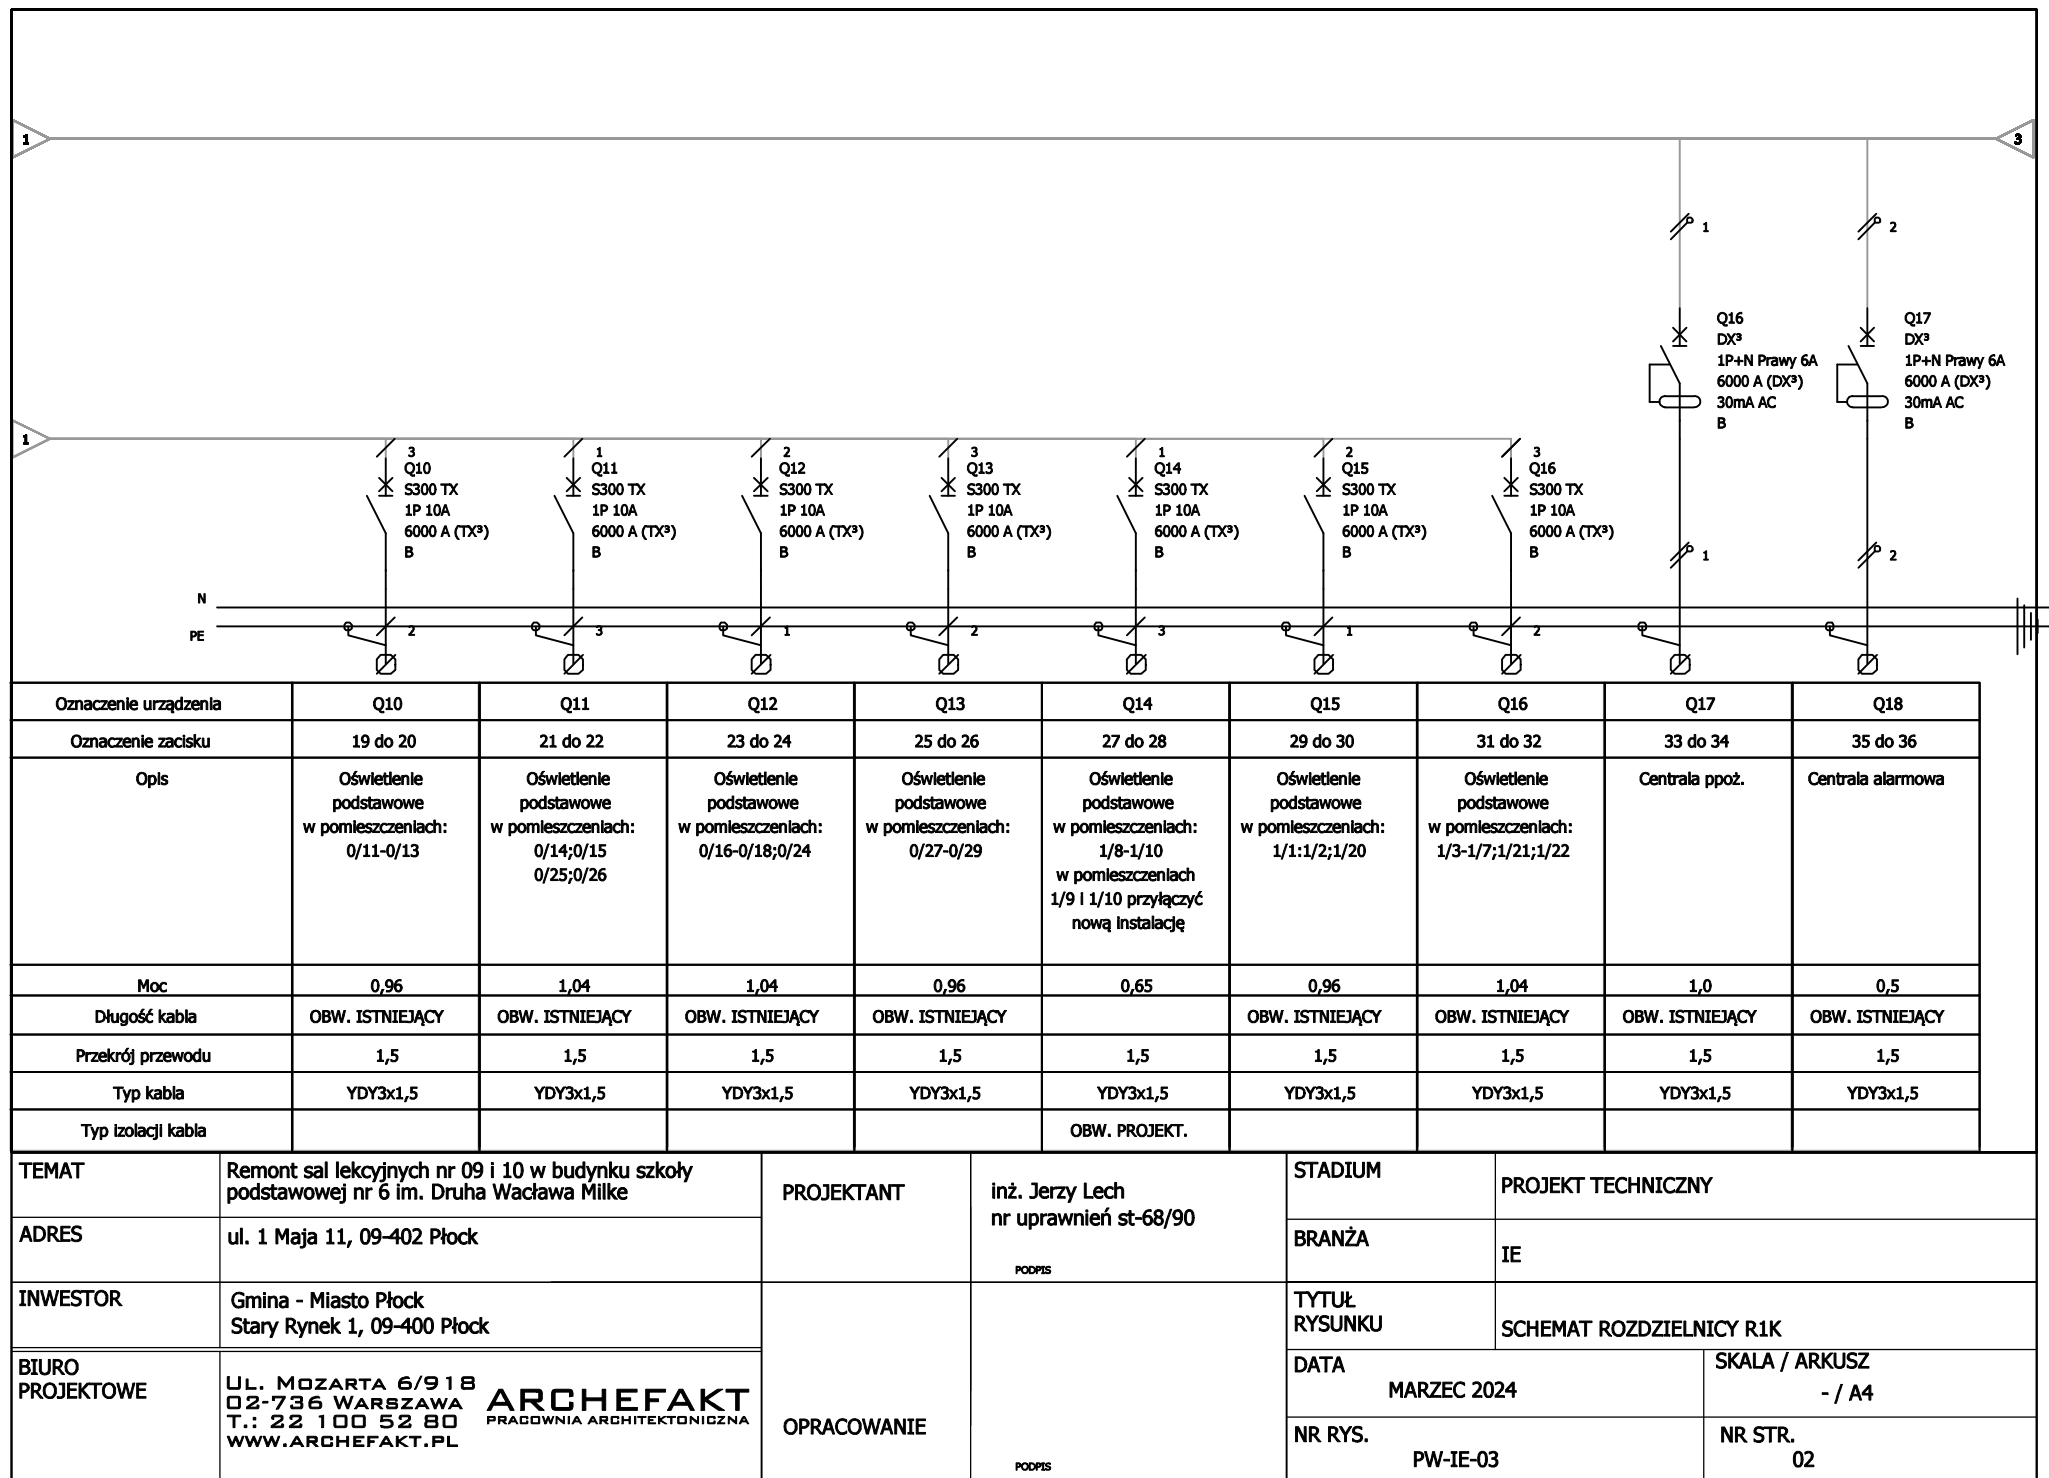 1
3
1
2
Q16
DX³
1P+N Prawy 6A
6000 A (DX³)
30mA AC
B
Q17
DX³
1P+N Prawy 6A
6000 A (DX³)
30mA AC
B
1
3
Q10
S300 TX
1P 10A
6000 A (TX³)
B
1
Q11
S300 TX
1P 10A
6000 A (TX³)
B
2
Q12
S300 TX
1P 10A
6000 A (TX³)
B
3
Q13
S300 TX
1P 10A
6000 A (TX³)
B
1
Q14
S300 TX
1P 10A
6000 A (TX³)
B
2
Q15
S300 TX
1P 10A
6000 A (TX³)
B
3
Q16
S300 TX
1P 10A
6000 A (TX³)
B
1
2
N
PE
2 3 1 2 3 1 2
Oznaczenie urządzenia Q10 Q11 Q12 Q13 Q14 Q15 Q16 Q17 Q18
Oznaczenie zacisku 19 do 20 21 do 22 23 do 24 25 do 26 27 do 28 29 do 30 31 do 32 33 do 34 35 do 36
Opis
Oświetlenie
podstawowe
w pomieszczeniach:
0/11-0/13
Oświetlenie
podstawowe
w pomieszczeniach:
0/14;0/15
0/25;0/26
Oświetlenie
podstawowe
w pomieszczeniach:
0/16-0/18;0/24
Oświetlenie
podstawowe
w pomieszczeniach:
0/27-0/29
Oświetlenie
podstawowe
w pomieszczeniach:
1/8-1/10
w pomieszczeniach
1/9 i 1/10 przyłączyć
nową instalację
Oświetlenie
podstawowe
w pomieszczeniach:
1/1:1/2;1/20
Oświetlenie
podstawowe
w pomieszczeniach:
1/3-1/7;1/21;1/22
Centrala ppoż.
Centrala alarmowa
Moc 0,96 1,04 1,04 0,96 0,65 0,96 1,04 1,0 0,5
Długość kabla OBW. ISTNIEJĄCY OBW. ISTNIEJĄCY OBW. ISTNIEJĄCY OBW. ISTNIEJĄCY OBW. ISTNIEJĄCY OBW. ISTNIEJĄCY OBW. ISTNIEJĄCY OBW. ISTNIEJĄCY
Przekrój przewodu 1,5 1,5 1,5 1,5 1,5 1,5 1,5 1,5 1,5
Typ kabla YDY3x1,5 YDY3x1,5 YDY3x1,5 YDY3x1,5 YDY3x1,5 YDY3x1,5 YDY3x1,5 YDY3x1,5 YDY3x1,5
Typ izolacji kabla OBW. PROJEKT.
TEMAT
Remont sal lekcyjnych nr 09 i 10 w budynku szkoły
podstawowej nr 6 im. Druha Wacława Milke
ADRES
ul. 1 Maja 11, 09-402 Płock
INWESTOR
Gmina - Miasto Płock
Stary Rynek 1, 09-400 Płock
BIURO
PROJEKTOWE
UL. MOZARTA 6/918
02-736 WARSZAWA
T.: 22 100 52 80
WWW.ARCHEFAKT.PL
ARCHEFAKT
PRACOWNIA ARCHITEKTONICZNA
PROJEKTANT
inż. Jerzy Lech
nr uprawnień st-68/90
PODPIS
OPRACOWANIE
PODPIS
STADIUM
PROJEKT TECHNICZNY
BRANŻA
IE
TYTUŁ
RYSUNKU
SCHEMAT ROZDZIELNICY R1K
DATA
MARZEC 2024
SKALA / ARKUSZ
- / A4
NR RYS.
PW-IE-03
NR STR.
02